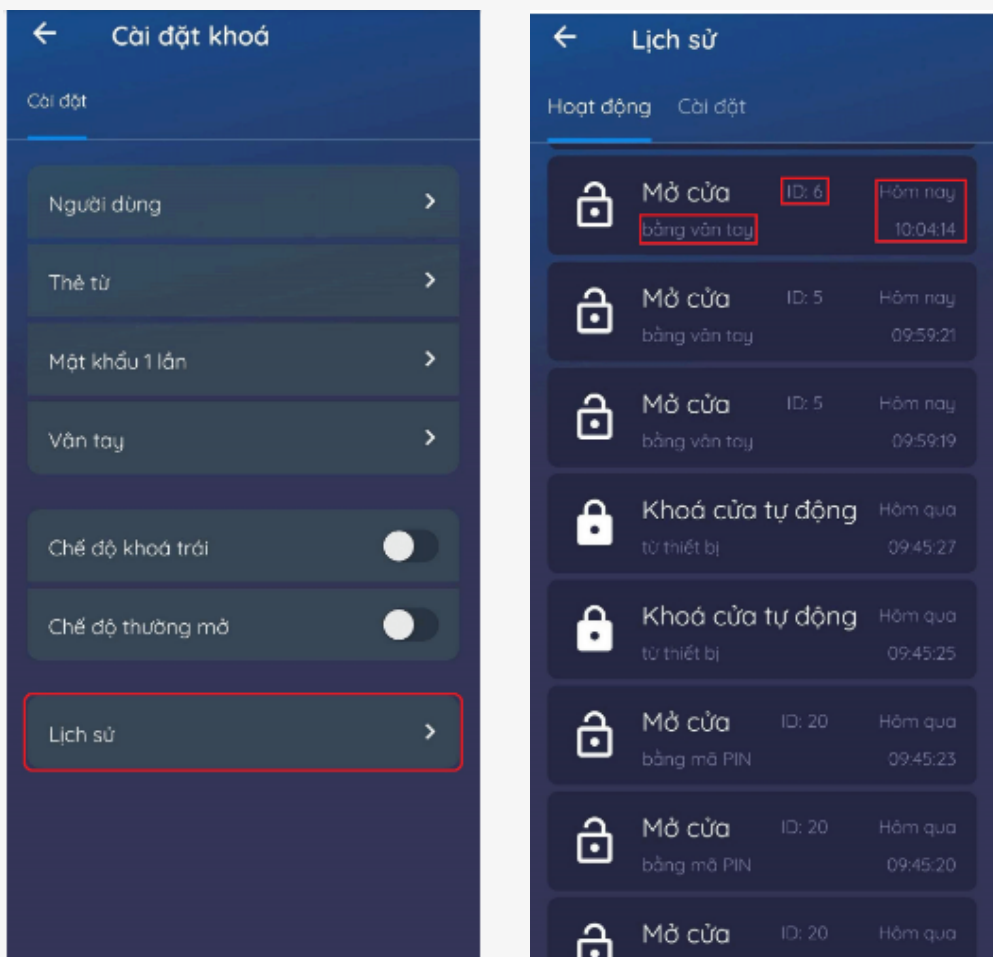 Cài đặt khoá
Cài đặt
Người dùng
Thẻ từ
Mật khẩu 1 lần
Vân tay
Chế độ khoá trái
Chế độ thường mở
Lịch sử
Lịch sử
Hoạt động Cài đặt
Mở cửa ID: 6 Hôm nay
bằng vân tay 10:04:14
Mở cửa ID: 5 Hôm nay
bằng vân tay 09:59:21
Mở cửa ID: 5 Hôm nay
bằng vân tay 09:59:19
Khoá cửa tự động Hôm qua
từ thiết bị 09:45:27
Khoá cửa tự động Hôm qua
từ thiết bị 09:45:25
Mở cửa ID: 20 Hôm qua
bằng mã PIN 09:45:23
Mở cửa ID: 20 Hôm qua
bằng mã PIN 09:45:20
Mở cửa ID: 20 Hôm qua